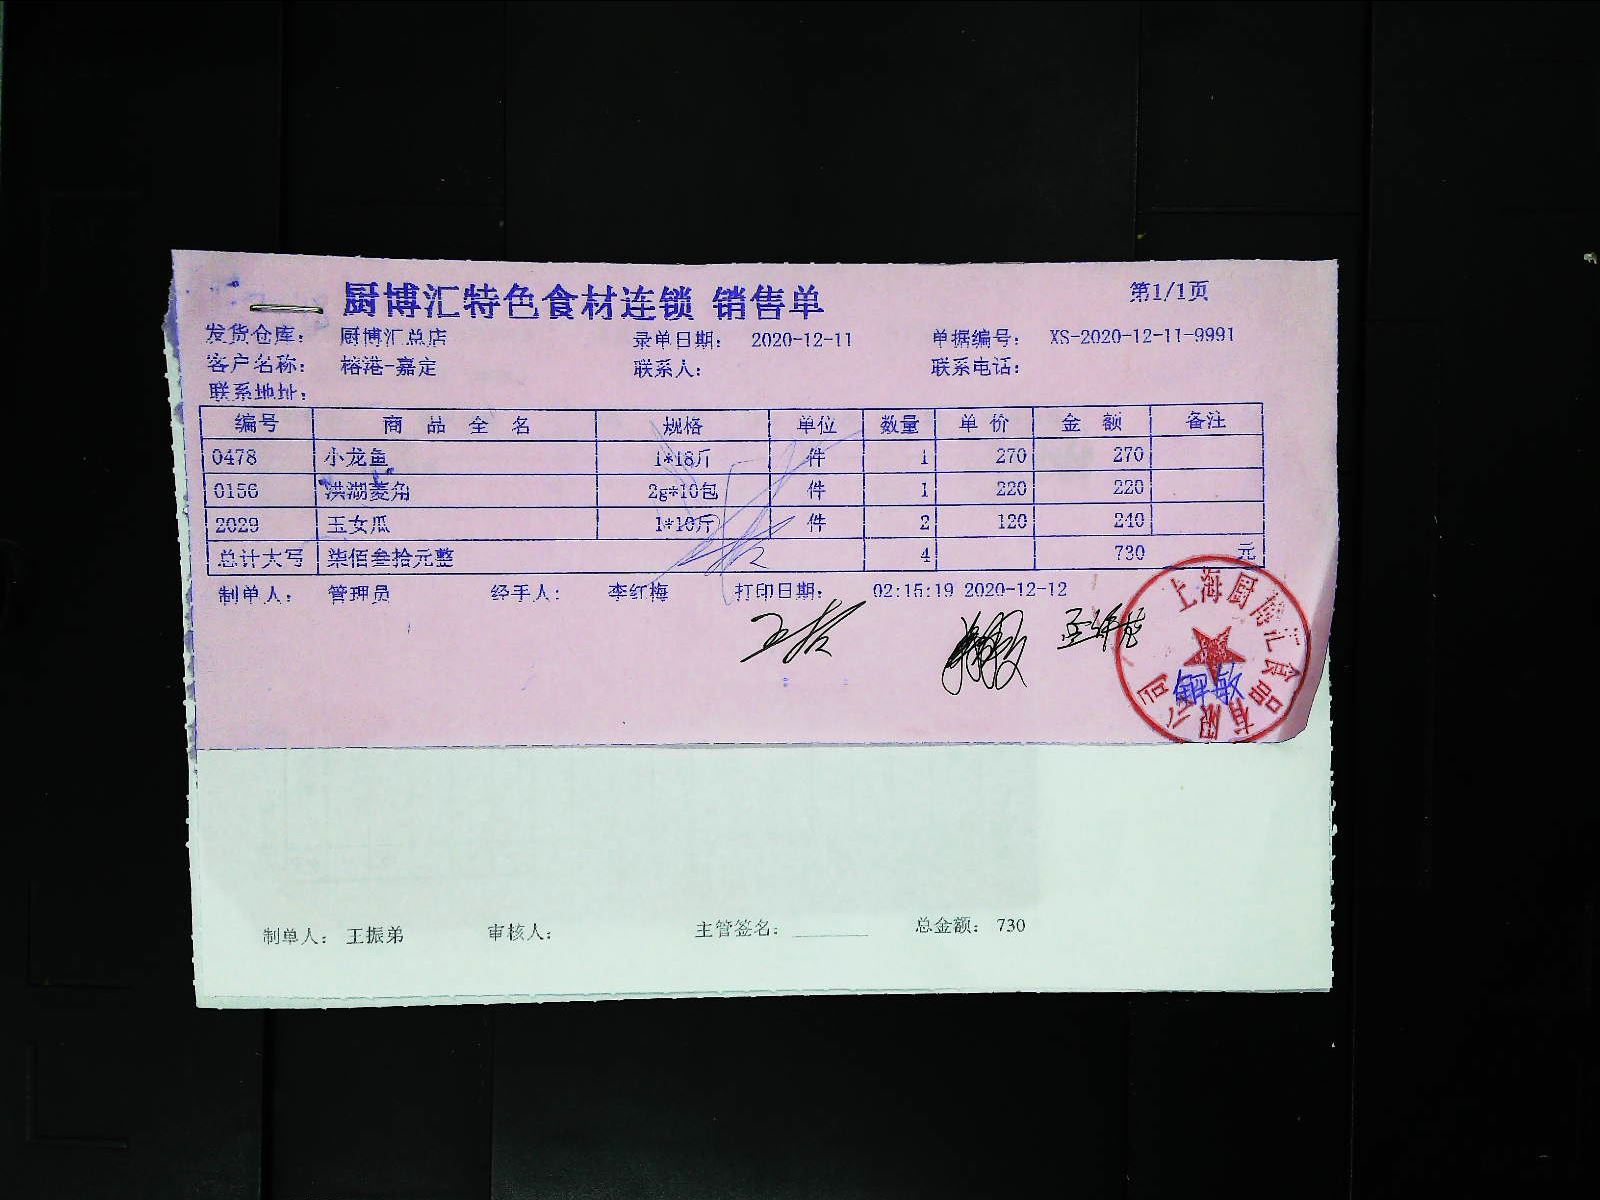 厨博汇特色食材连锁 销售单 第1/1页
发货仓库： 厨博汇总店 录单日期： 2020-12-11 单据编号： XS-2020-12-11-9991
客户名称： 榕港-嘉定 联系人： 联系电话：
联系地址：
编号 商品全名 规格 单位 数量 单价 金额 备注
0478 小龙鱼 1*18斤 件 1 270 270
0156 洪湖菱角 2g*10包 件 1 220 220
2029 玉女瓜 1*10斤 件 2 120 240
总计大写 柒佰叁拾元整 4 730 元
制单人： 管理员 经手人： 李红梅 打印日期： 02:15:19 2020-12-12
上海厨博汇食品有限公司
解敏
制单人： 王振弟 审核人： 主管签名： 总金额： 730